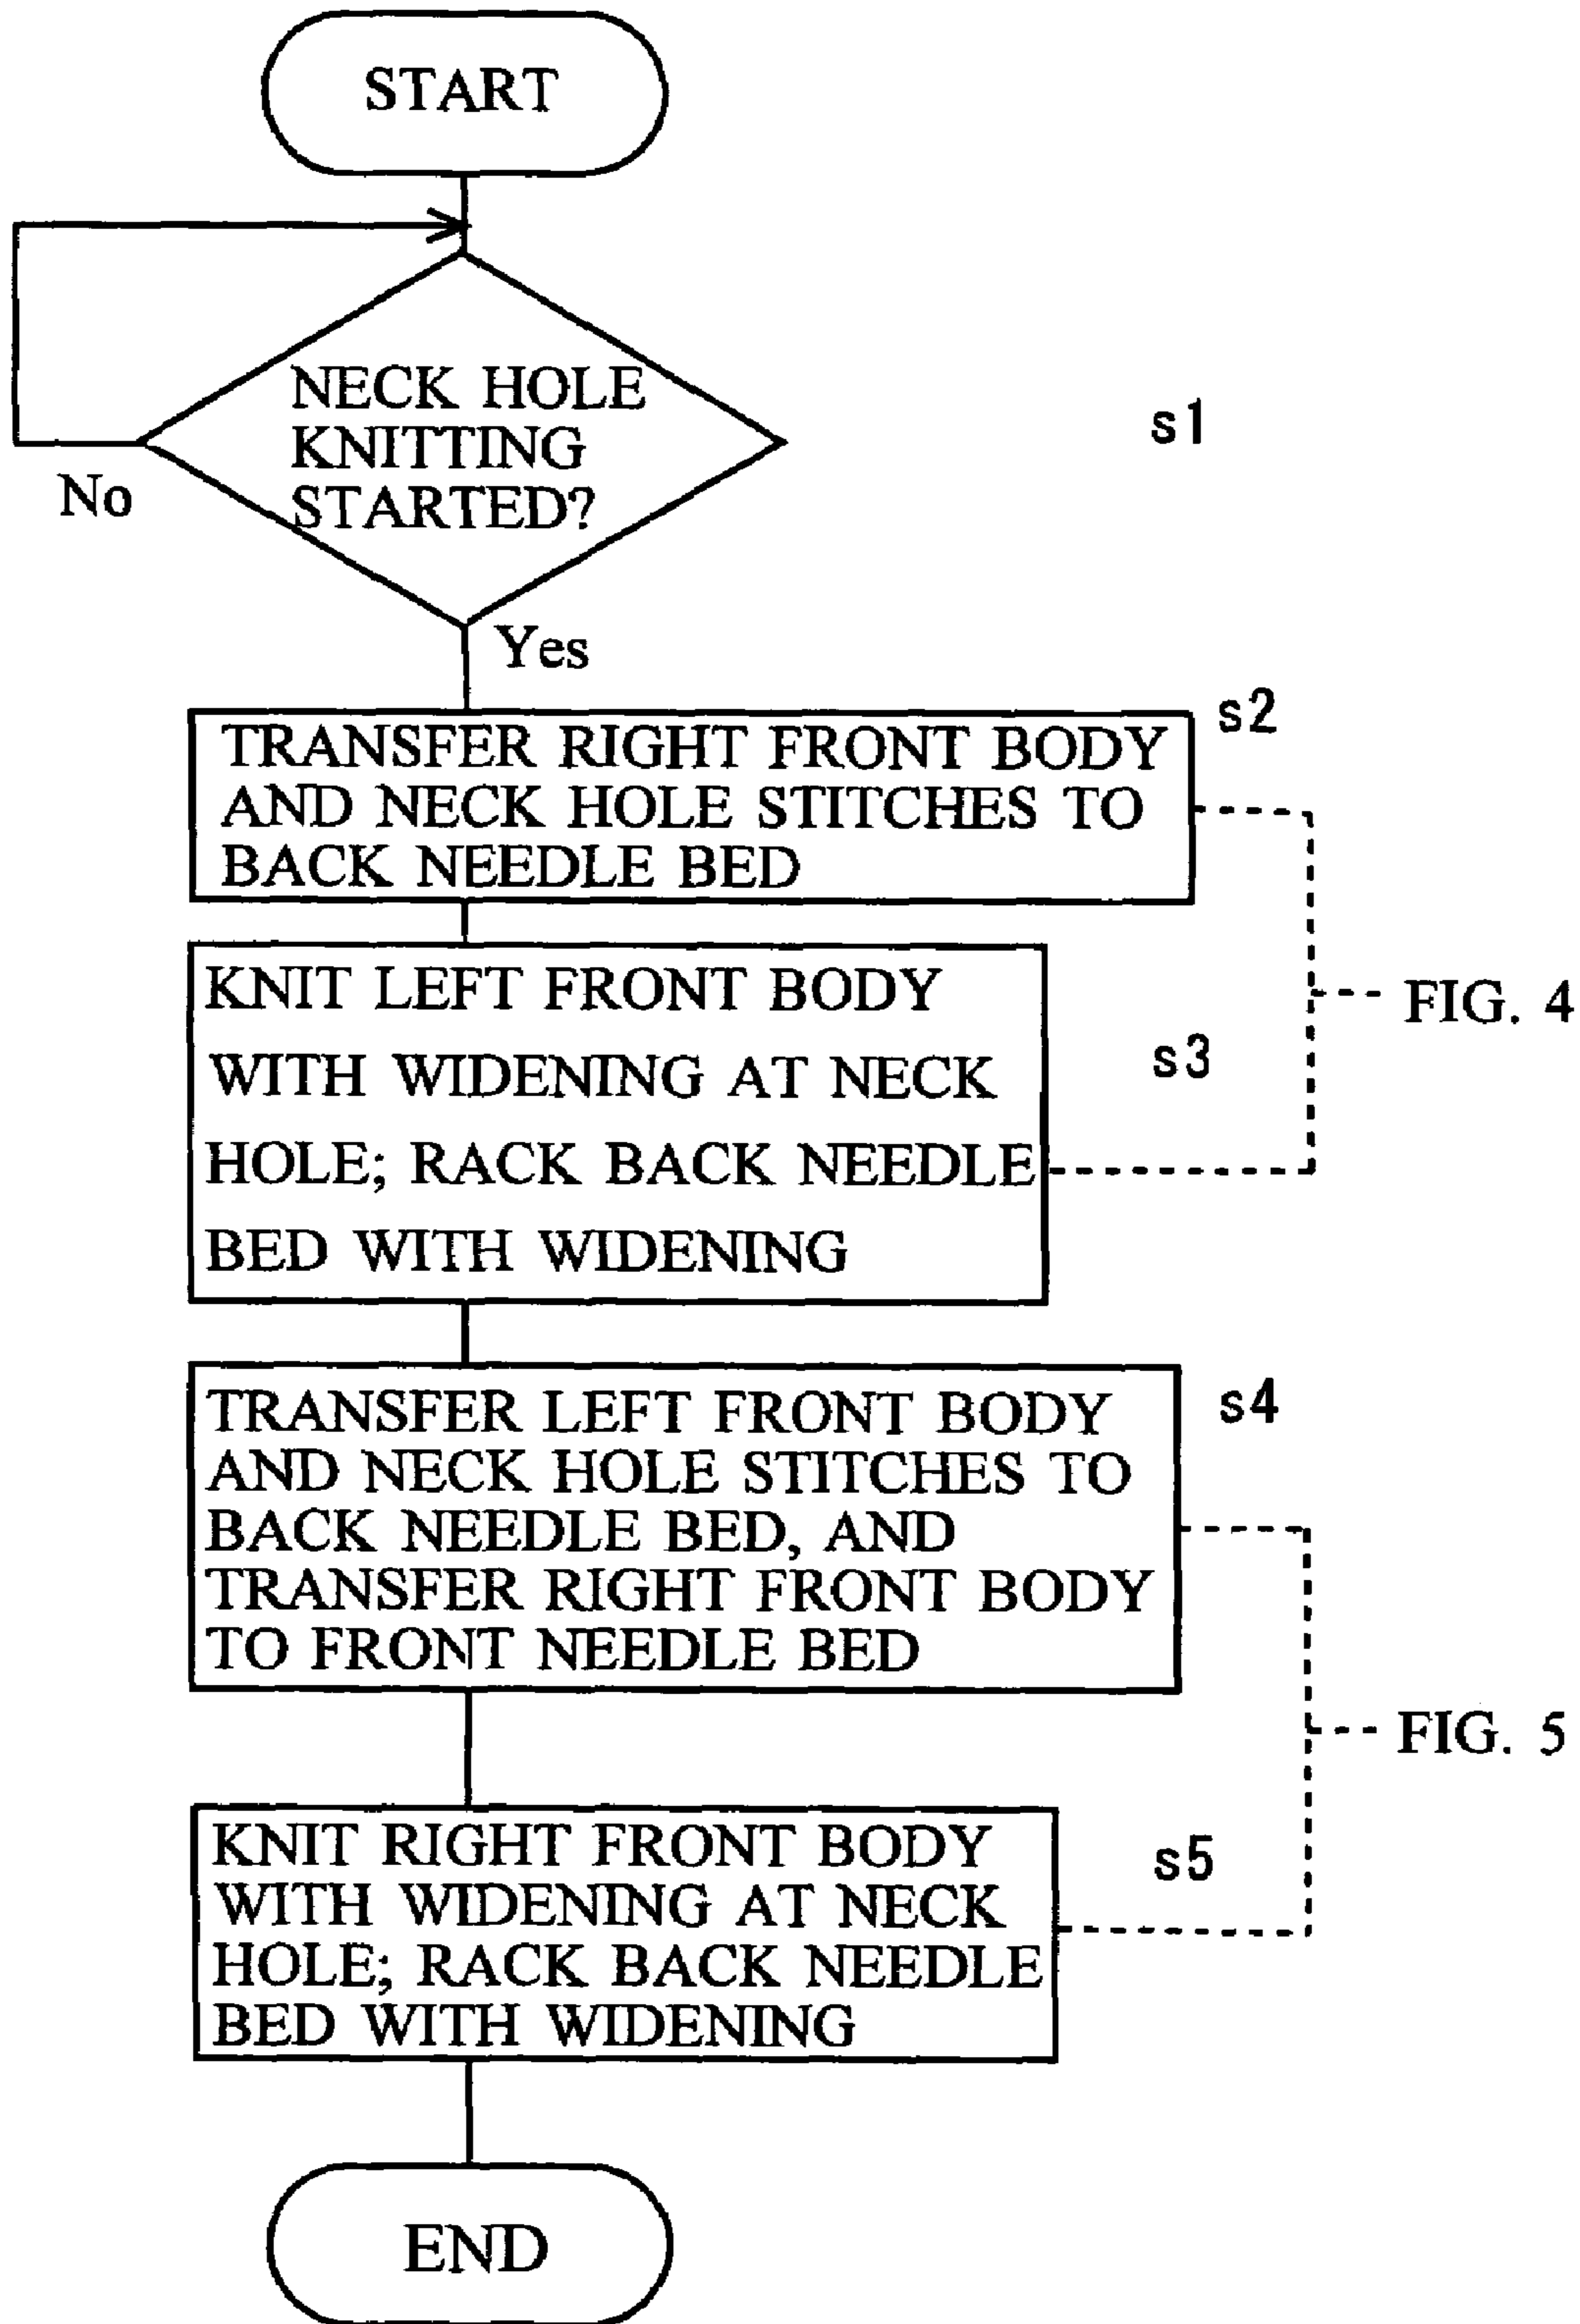 START
NECK HOLE
KNITTING
STARTED?
s1
No
Yes
s2
TRANSFER RIGHT FRONT BODY
AND NECK HOLE STITCHES TO
BACK NEEDLE BED
KNIT LEFT FRONT BODY
WITH WIDENING AT NECK
HOLE; RACK BACK NEEDLE
BED WITH WIDENING
s3
FIG. 4
TRANSFER LEFT FRONT BODY
AND NECK HOLE STITCHES TO
BACK NEEDLE BED, AND
TRANSFER RIGHT FRONT BODY
TO FRONT NEEDLE BED
s4
FIG. 5
KNIT RIGHT FRONT BODY
WITH WIDENING AT NECK
HOLE; RACK BACK NEEDLE
BED WITH WIDENING
s5
END